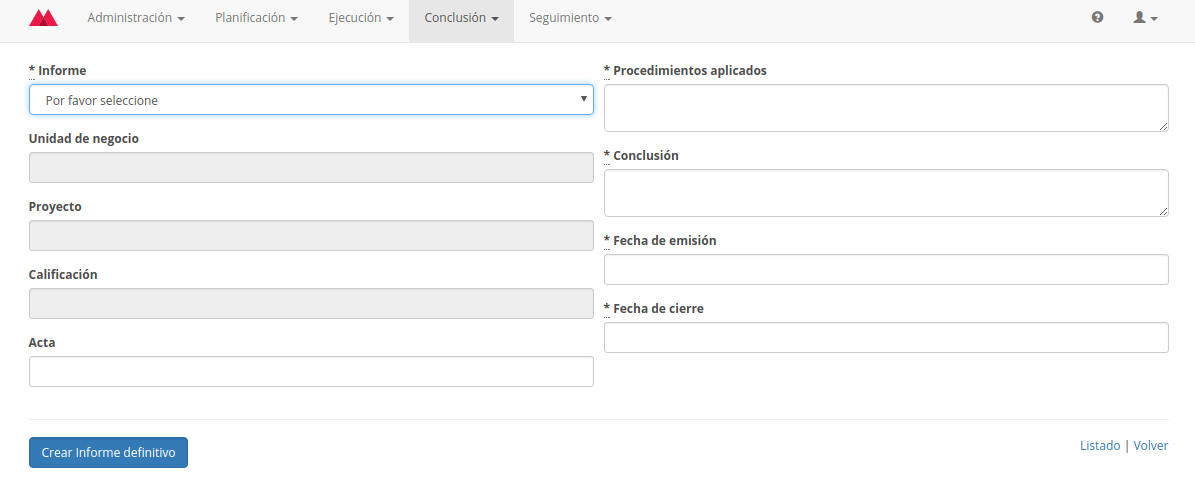 Administración Planificación Ejecución Conclusión Seguimiento
* Informe
Por favor seleccione
Unidad de negocio
Proyecto
Calificación
Acta
* Procedimientos aplicados
* Conclusión
* Fecha de emisión
* Fecha de cierre
Crear Informe definitivo
Listado | Volver